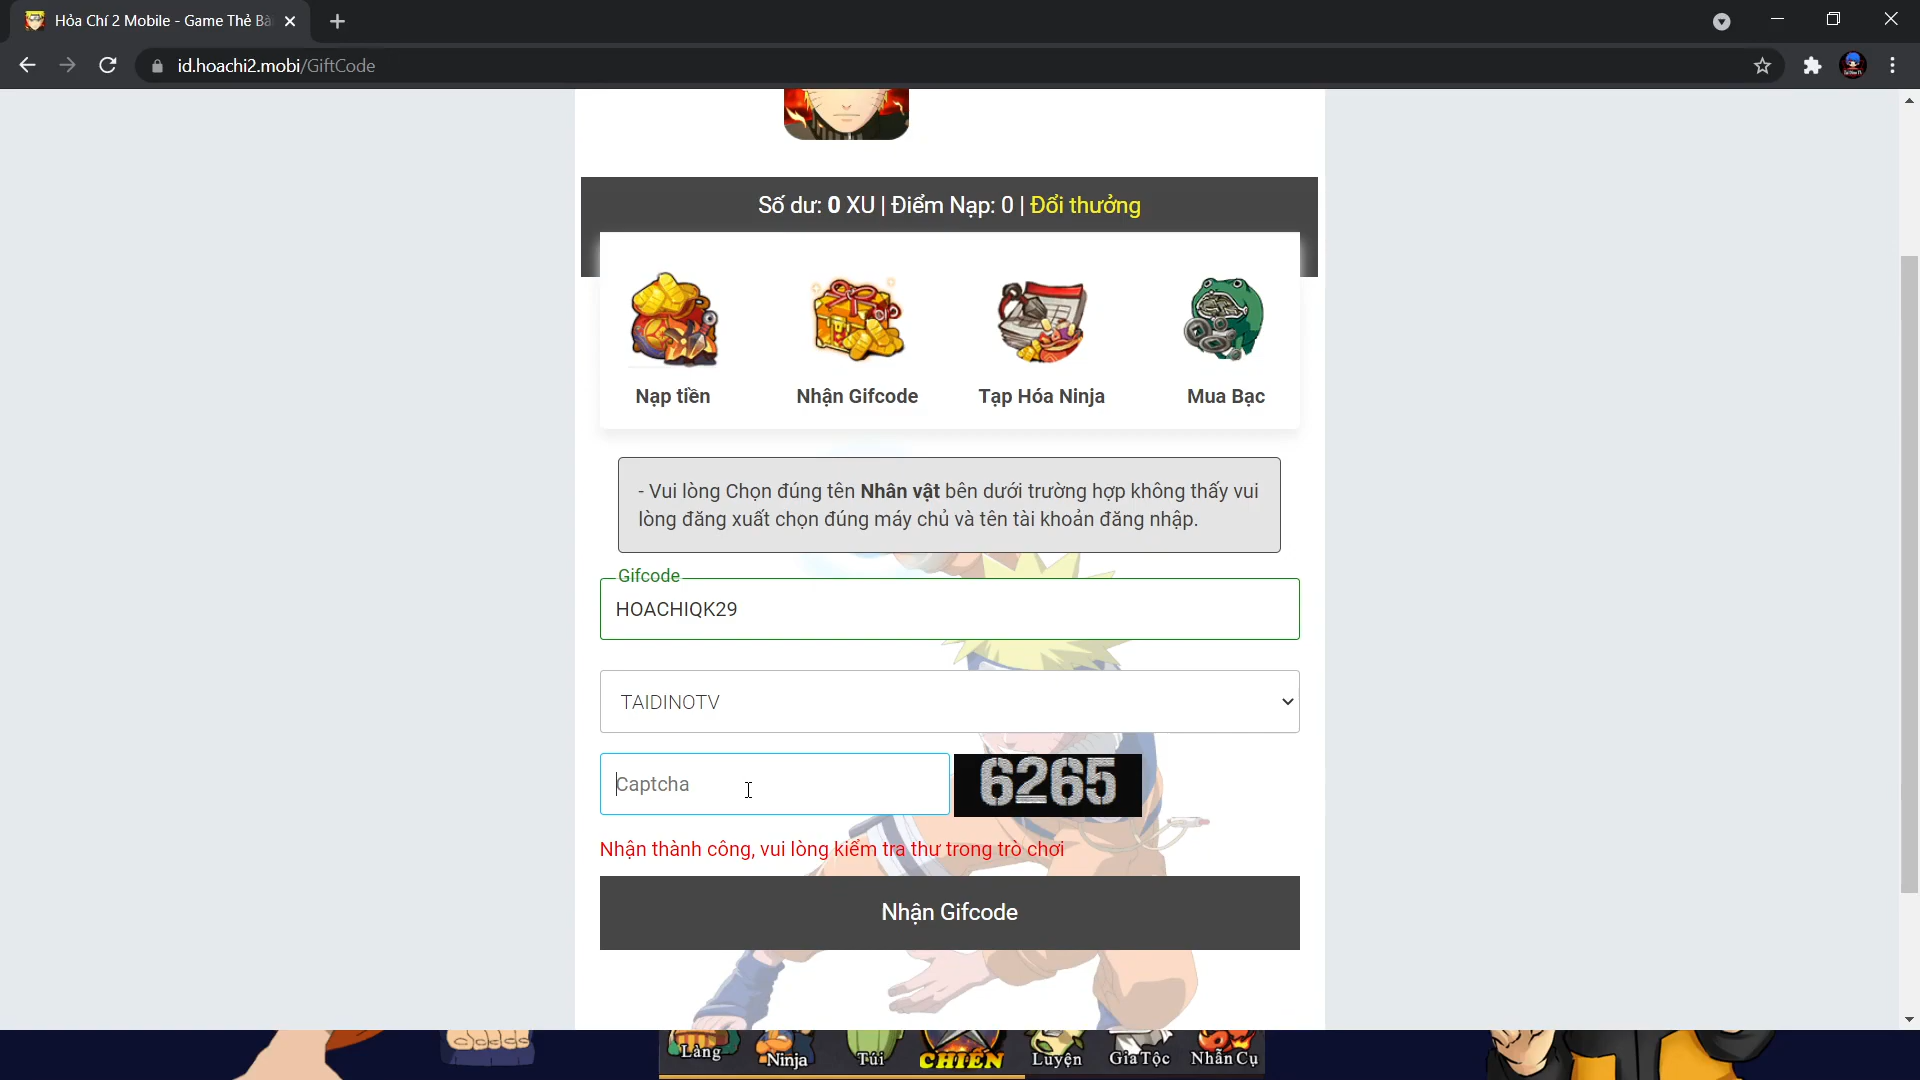 Hỏa Chí 2 Mobile - Game Thẻ Bài
id.hoachi2.mobi/GiftCode
Số dư: 0 XU | Điểm Nạp: 0 | Đổi thưởng
Nạp tiền
Nhận Gifcode
Tạp Hóa Ninja
Mua Bạc
- Vui lòng Chọn đúng tên Nhân vật bên dưới trường hợp không thấy vui
lòng đăng xuất chọn đúng máy chủ và tên tài khoản đăng nhập.
Gifcode
HOACHIQK29
TAIDINOTV
Captcha
6265
Nhận thành công, vui lòng kiểm tra thư trong trò chơi
Nhận Gifcode
Làng
Ninja
Túi
CHIẾN
Luyện
Gia Tộc
Nhẫn Cụ